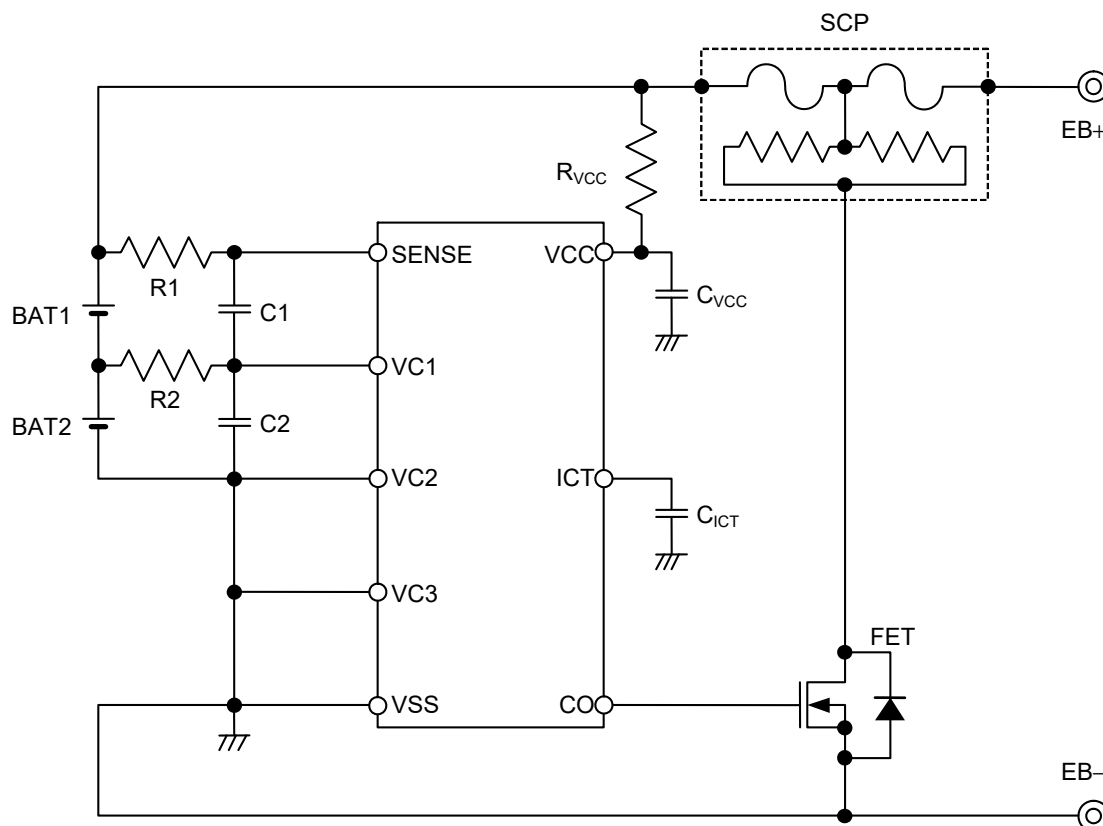 SCP
EB+
RVCC
SENSE
VCC
R1
CVCC
BAT1
C1
VC1
R2
BAT2
C2
VC2
ICT
CICT
VC3
FET
VSS
CO
EB−